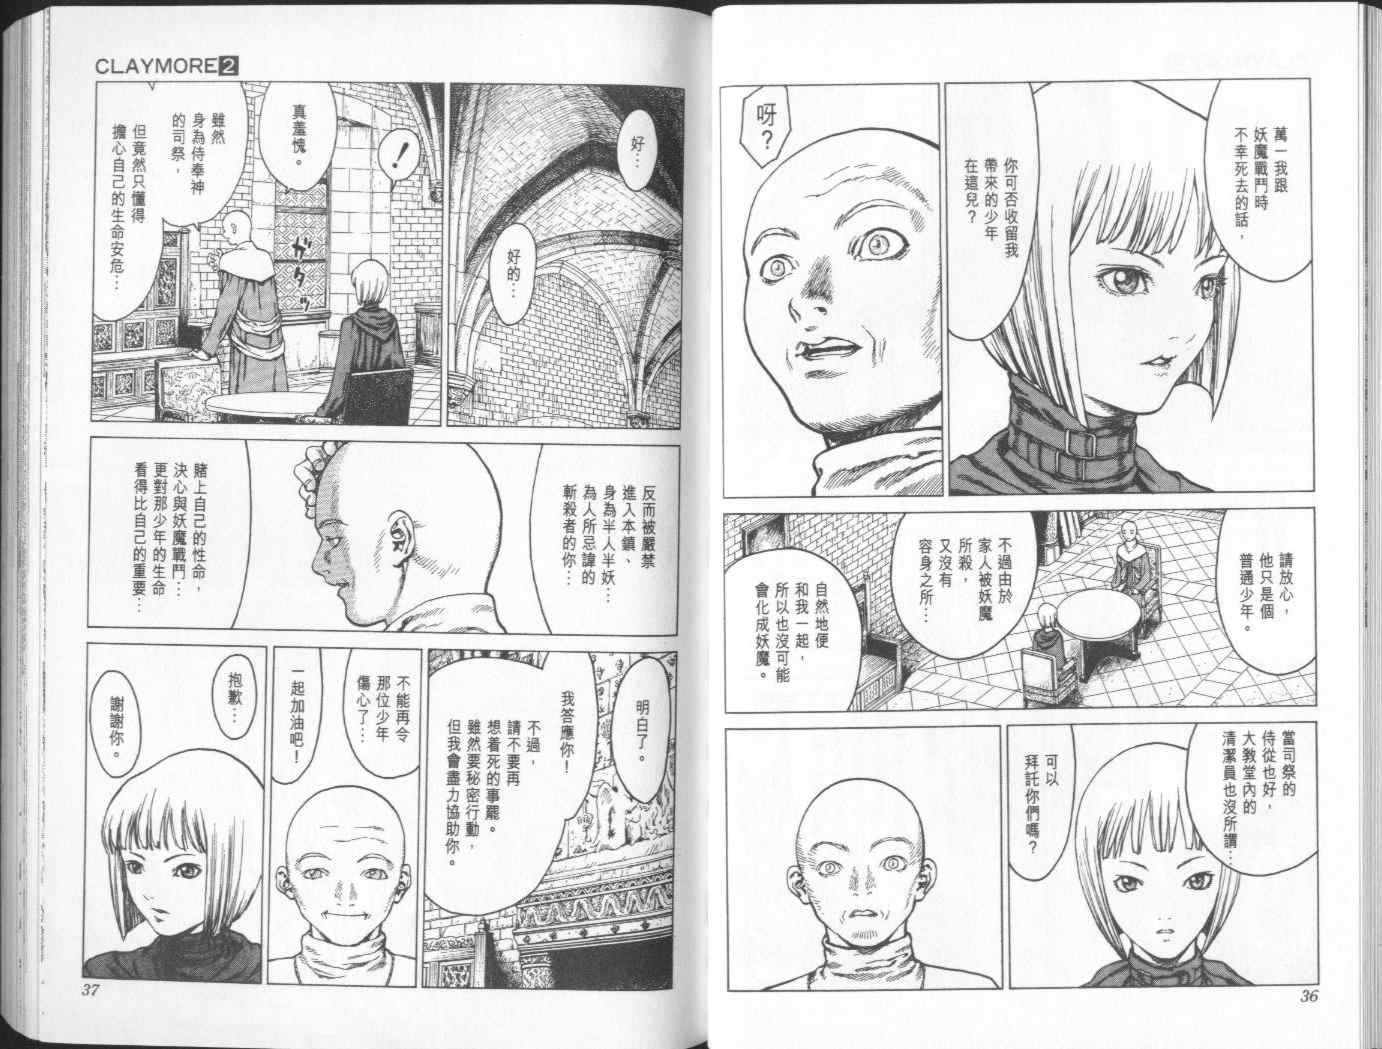 萬一我跟
妖魔戰鬥時
不幸死去的話，
你可否收留我
帶來的少年
在這兒？
呀？
請放心，
他只是個
普通少年。
不過由於
家人被妖魔
所殺，
又沒有
容身之所…
自然地便
和我一起，
所以也沒可能
會化成妖魔。
當司祭的
侍從也好，
大教堂內的
清潔員也沒所謂…
可以
拜託你們嗎？
36
CLAYMORE 2
好…
好的…
！
ガタッ
真羞愧。
雖然
身為侍奉神
的司祭，
但竟然只懂得
擔心自己的生命安危…
反而被嚴禁
進入本鎮、
身為半人半妖…
為人所忌諱的
斬殺者的你…
賭上自己的性命，
決心與妖魔戰鬥…
更對那少年的生命
看得比自己的重要…
明白了。
我答應你！
不過，
請不要再
想着死的事罷。
雖然要秘密行動，
但我會盡力協助你。
不能再令
那位少年
傷心了…
一起加油吧！
抱歉…
謝謝你。
37